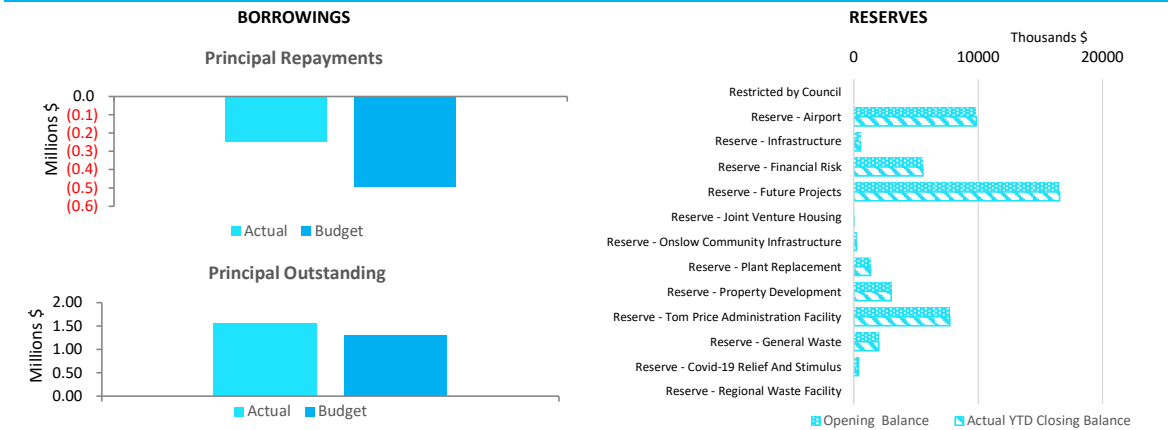 BORROWINGS
Principal Repayments
Millions $
0.0
(0.1)
(0.2)
(0.3)
(0.4)
(0.5)
(0.6)
Actual Budget
Principal Outstanding
Millions $
2.00
1.50
1.00
0.50
0.00
Actual Budget
RESERVES
Thousands $
0 10000 20000
Restricted by Council
Reserve - Airport
Reserve - Infrastructure
Reserve - Financial Risk
Reserve - Future Projects
Reserve - Joint Venture Housing
Reserve - Onslow Community Infrastructure
Reserve - Plant Replacement
Reserve - Property Development
Reserve - Tom Price Administration Facility
Reserve - General Waste
Reserve - Covid-19 Relief And Stimulus
Reserve - Regional Waste Facility
Opening Balance Actual YTD Closing Balance